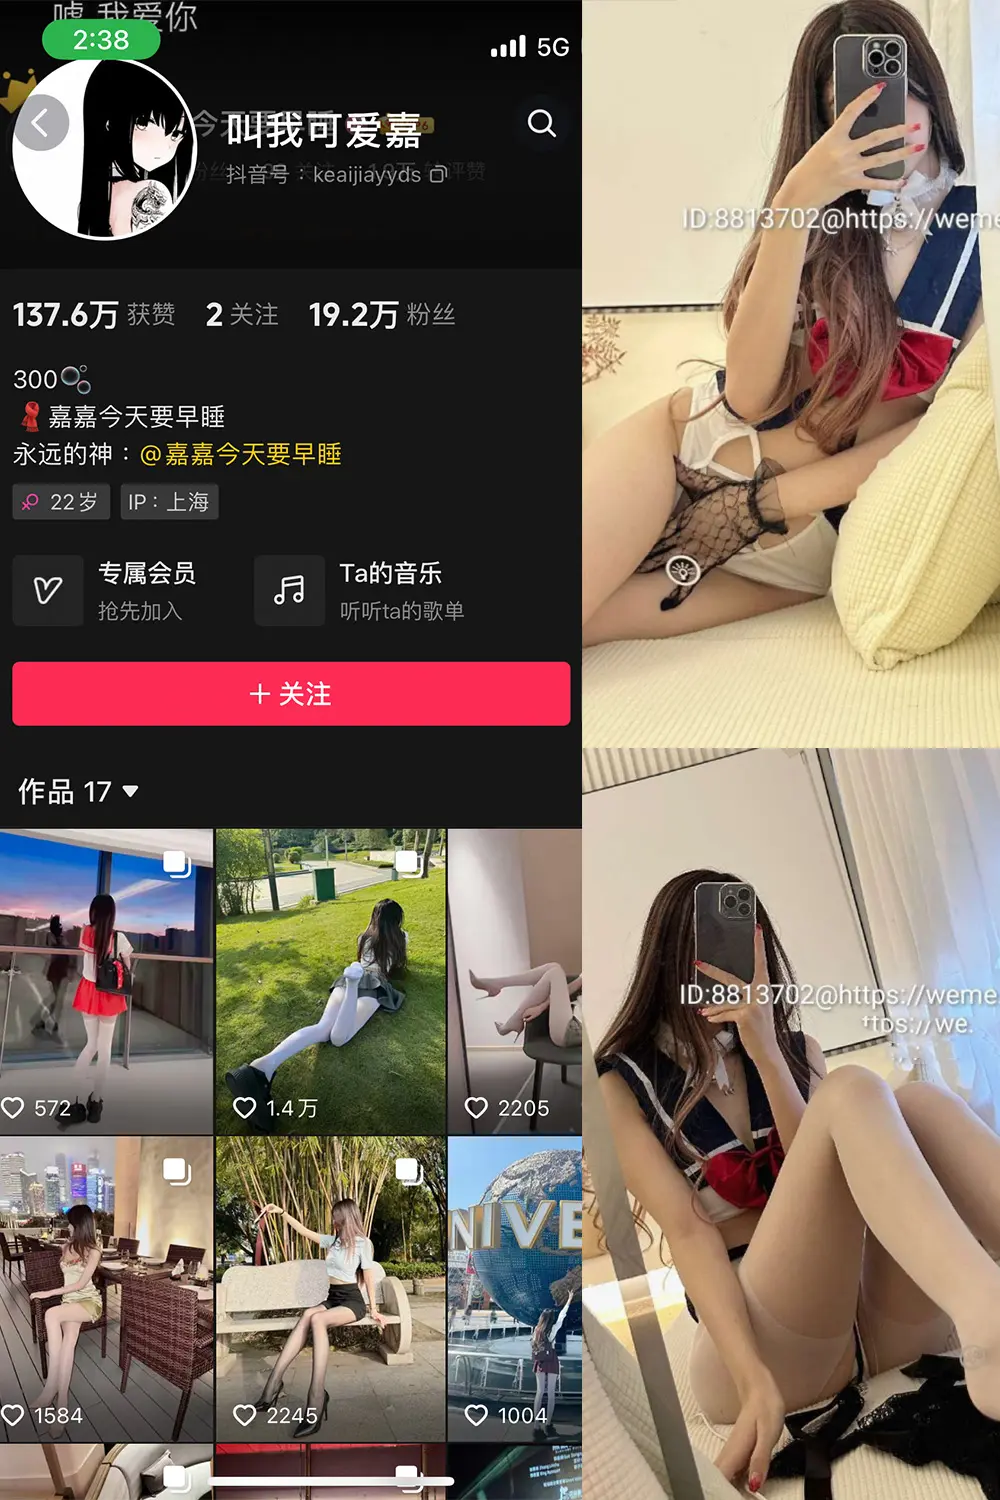 嘘 我爱你
2:38
5G
叫我可爱嘉
抖音号：keaijiayyds
137.6万 获赞 2 关注 19.2万 粉丝
300
嘉嘉今天要早睡
永远的神：@嘉嘉今天要早睡
22岁 IP：上海
专属会员
抢先加入
Ta的音乐
听听ta的歌单
+ 关注
作品 17
572
1.4万
2205
NIVE
1584
2245
1004
ID:8813702@https://weme
ID:8813702@https://weme.
ttps://we.